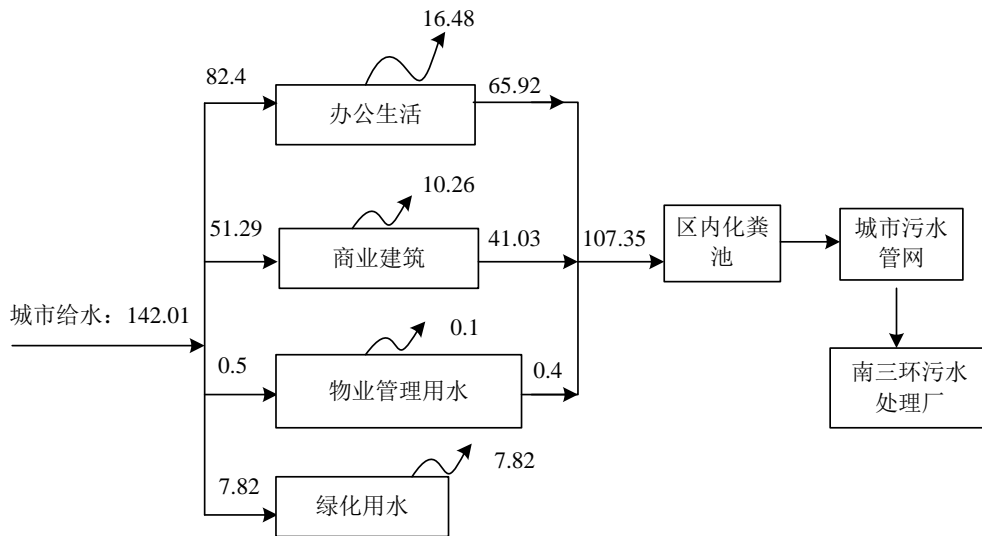 16.48
82.4
65.92
办公生活
10.26
51.29
41.03
107.35
商业建筑
区内化粪
池
城市污水
管网
城市给水：142.01
0.1
0.5
0.4
物业管理用水
南三环污水
处理厂
7.82
7.82
绿化用水